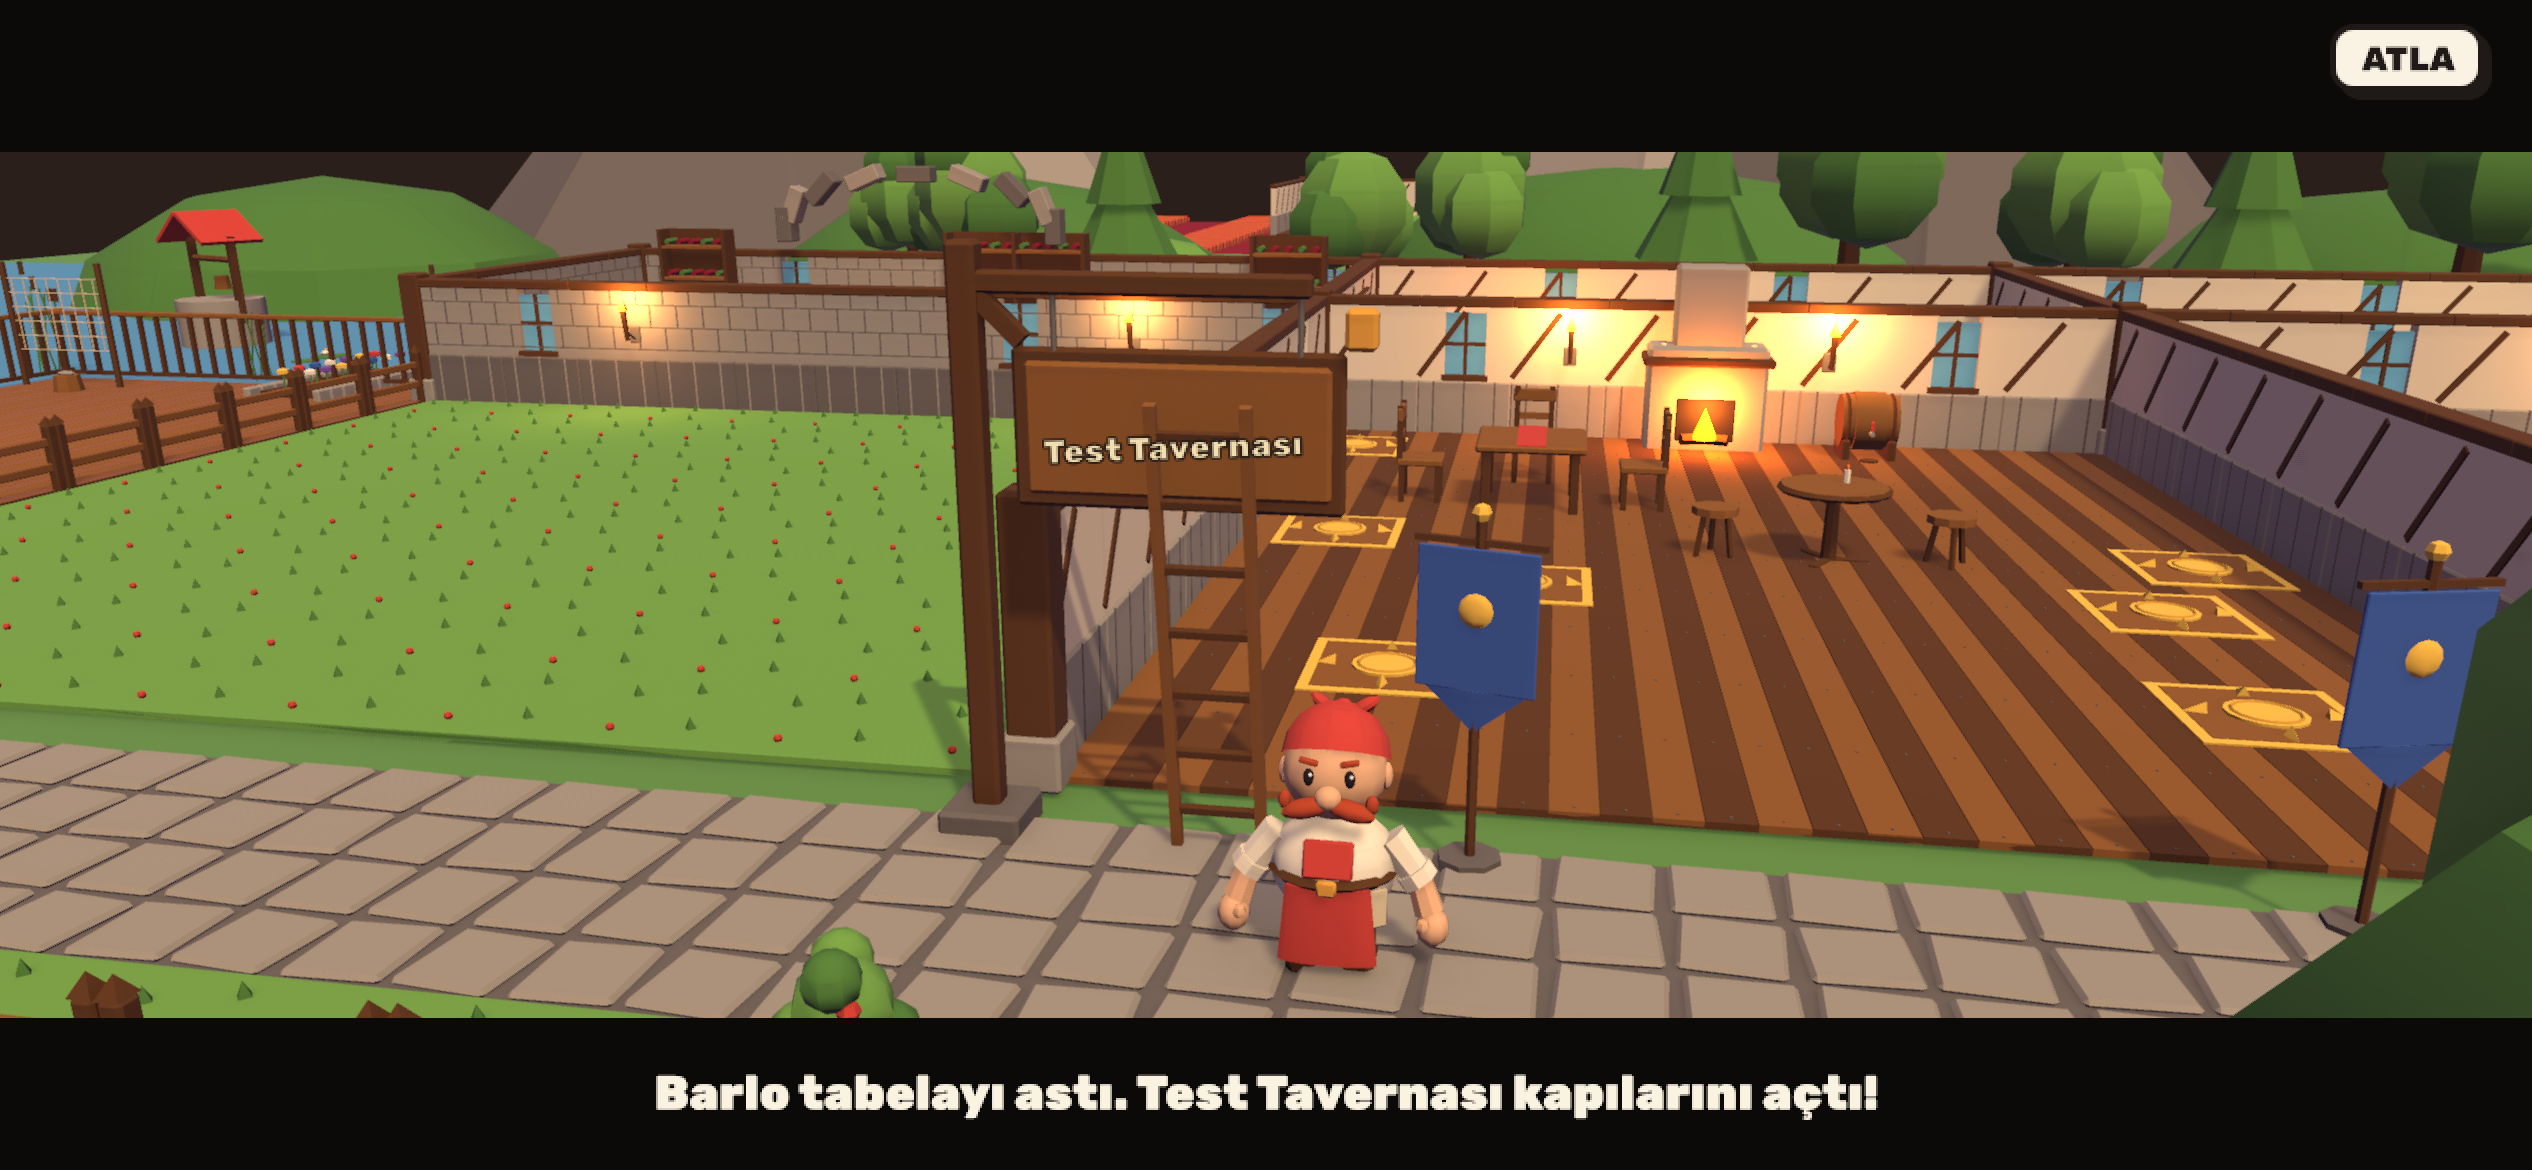 ATLA
Test Tavernası
Barlo tabelayı astı. Test Tavernası kapılarını açtı!